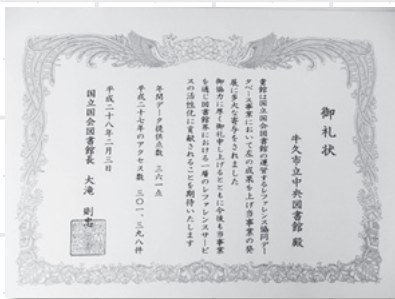 御礼状
牛久市立中央図書館 殿
貴館は国立国会図書館の運営するレファレンス協同デー
タベース事業において左の成果を上げ当事業の発
展に多大な寄与をされました
御協力に厚く御礼申し上げるとともに今後も当事業
を通じ図書館界における一層のレファレンスサービ
スの活性化に貢献されることを期待いたします
年間データ提供点数 三六一点
平成二十七年のアクセス数 三〇一、三九八件
平成二十八年二月三日
国立国会図書館長 大滝 則忠